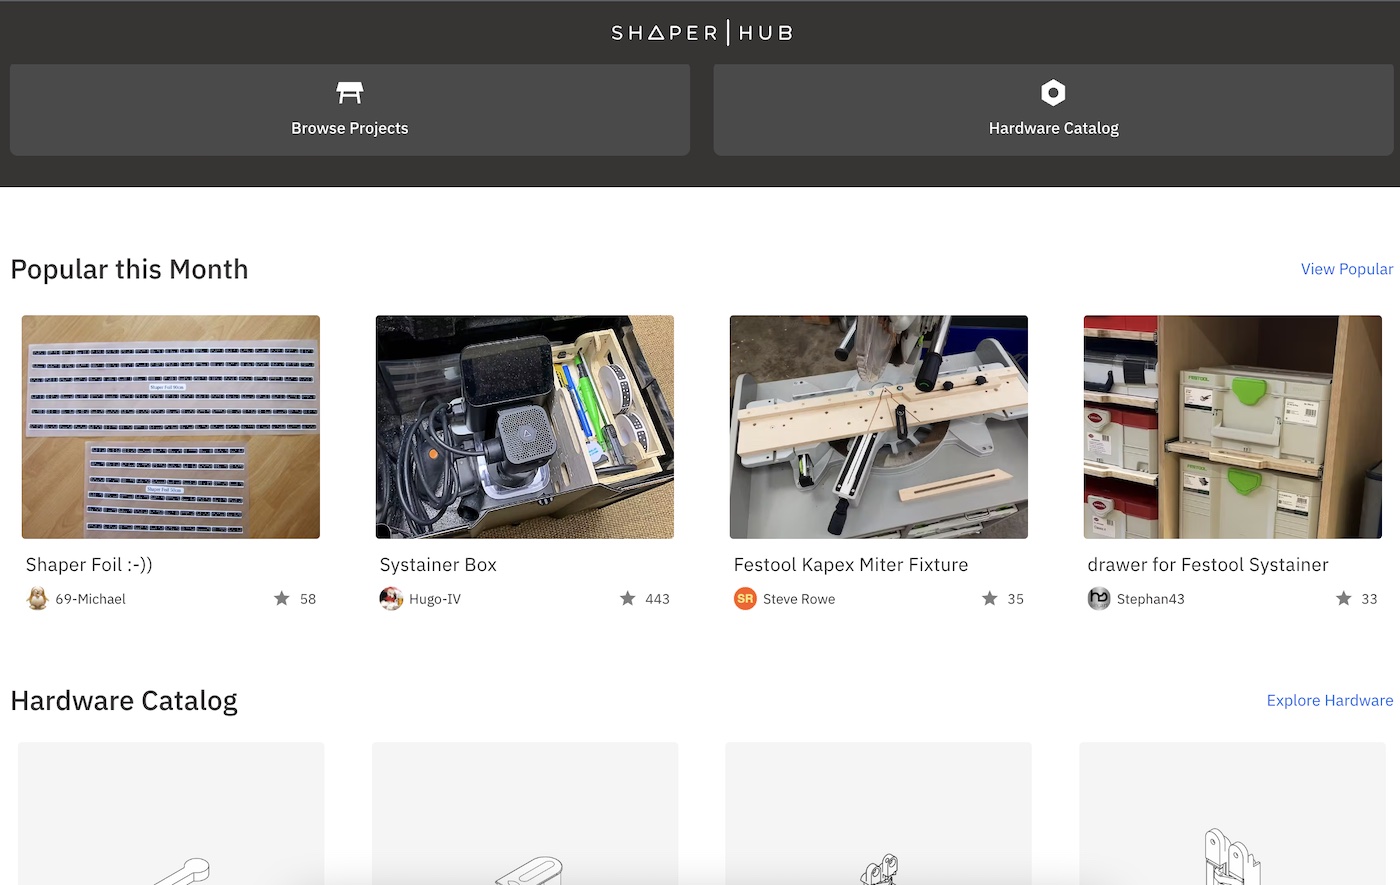 SHAPER|HUB
Browse Projects
Hardware Catalog
Popular this Month
View Popular
Shaper Foil :-))
69-Michael
58
Systainer Box
Hugo-IV
443
Festool Kapex Miter Fixture
SR
Steve Rowe
35
FESTOOL
FESTOOL
drawer for Festool Systainer
Stephan43
33
Hardware Catalog
Explore Hardware